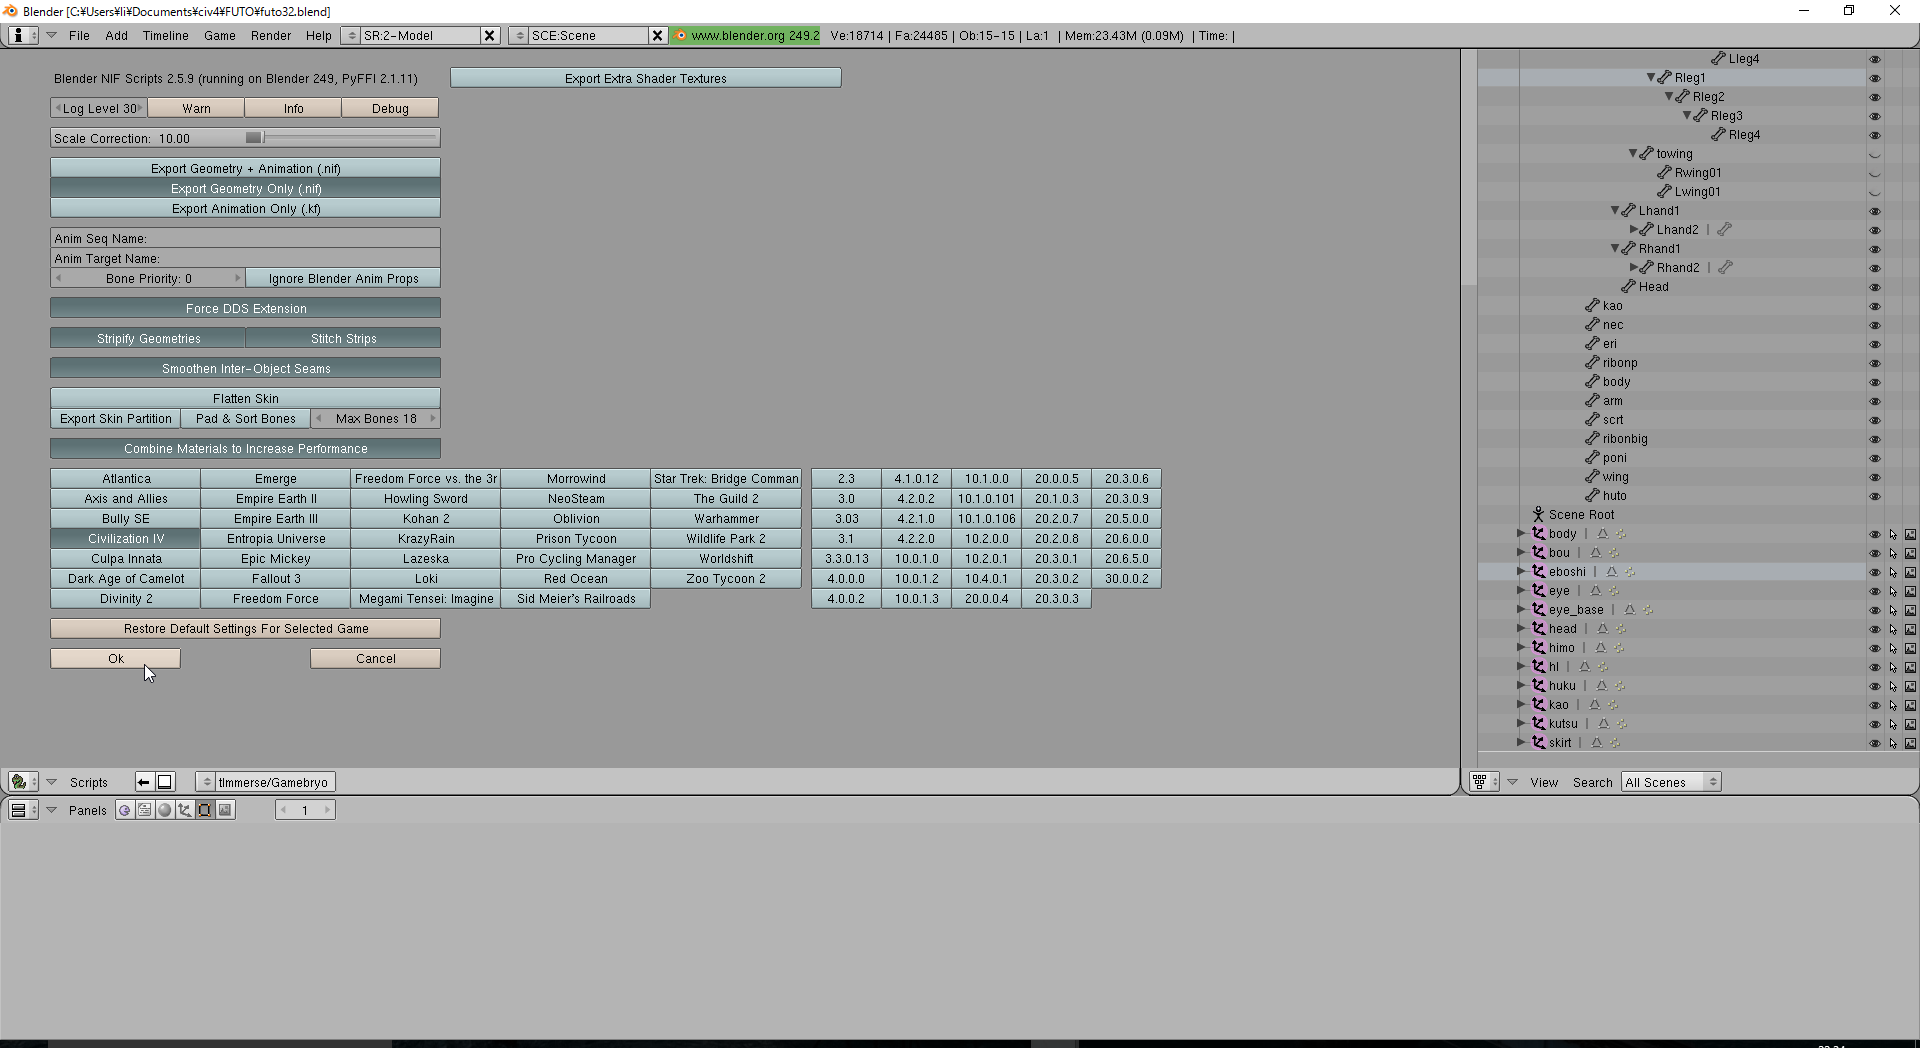 Blender [C:¥Users¥li¥Documents¥civ4¥FUTO¥futo32.blend]
File Add Timeline Game Render Help SR:2-Model SCE:Scene www.blender.org 249.2 Ve:18714 | Fa:24485 | Ob:15-15 | La:1 | Mem:23.43M (0.09M) | Time: |
Blender NIF Scripts 2.5.9 (running on Blender 249, PyFFI 2.1.11)
Export Extra Shader Textures
Log Level 30 Warn Info Debug
Scale Correction: 10.00
Export Geometry + Animation (.nif)
Export Geometry Only (.nif)
Export Animation Only (.kf)
Anim Seq Name:
Anim Target Name:
Bone Priority: 0 Ignore Blender Anim Props
Force DDS Extension
Stripify Geometries Stitch Strips
Smoothen Inter-Object Seams
Flatten Skin
Export Skin Partition Pad & Sort Bones Max Bones 18
Combine Materials to Increase Performance
Atlantica Emerge Freedom Force vs. the 3r Morrowind Star Trek: Bridge Comman 2.3 4.1.0.12 10.1.0.0 20.0.0.5 20.3.0.6
Axis and Allies Empire Earth II Howling Sword NeoSteam The Guild 2 3.0 4.2.0.2 10.1.0.101 20.1.0.3 20.3.0.9
Bully SE Empire Earth III Kohan 2 Oblivion Warhammer 3.03 4.2.1.0 10.1.0.106 20.2.0.7 20.5.0.0
Civilization IV Entropia Universe KrazyRain Prison Tycoon Wildlife Park 2 3.1 4.2.2.0 10.2.0.0 20.2.0.8 20.6.0.0
Culpa Innata Epic Mickey Lazeska Pro Cycling Manager Worldshift 3.3.0.13 10.0.1.0 10.2.0.1 20.3.0.1 20.6.5.0
Dark Age of Camelot Fallout 3 Loki Red Ocean Zoo Tycoon 2 4.0.0.0 10.0.1.2 10.4.0.1 20.3.0.2 30.0.0.2
Divinity 2 Freedom Force Megami Tensei: Imagine Sid Meier's Railroads 4.0.0.2 10.0.1.3 20.0.0.4 20.3.0.3
Restore Default Settings For Selected Game
Ok Cancel
Scripts tImmerse/Gamebryo
Panels 1
Lleg4
Rleg1
Rleg2
Rleg3
Rleg4
towing
Rwing01
Lwing01
Lhand1
Lhand2
Rhand1
Rhand2
Head
kao
nec
eri
ribonp
body
arm
scrt
ribonbig
poni
wing
huto
Scene Root
body
bou
eboshi
eye
eye_base
head
himo
hl
huku
kao
kutsu
skirt
View Search All Scenes